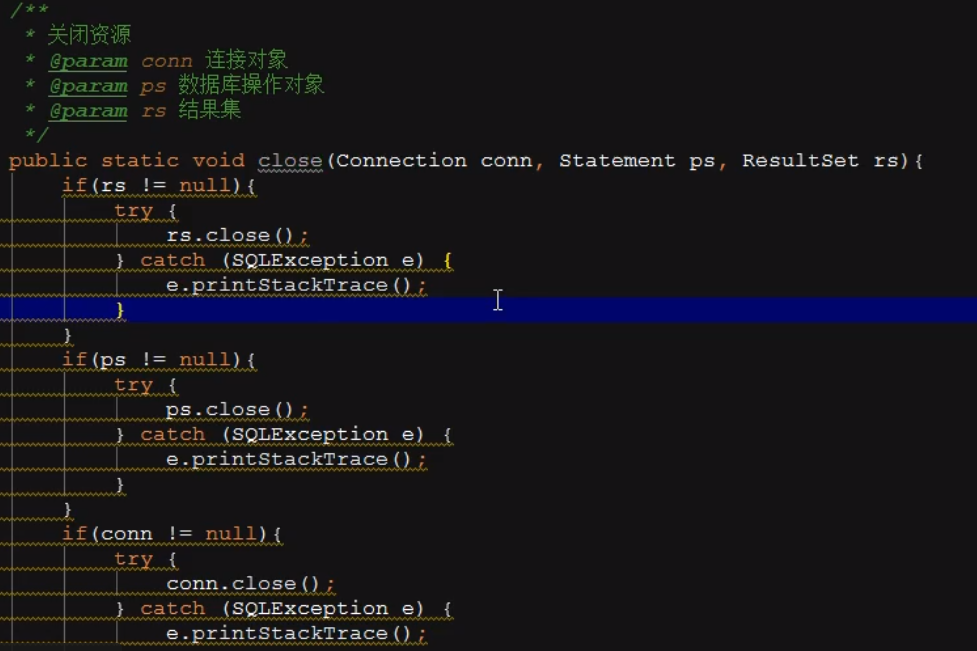 /**
 * 关闭资源
 * @param conn 连接对象
 * @param ps 数据库操作对象
 * @param rs 结果集
 */
public static void close(Connection conn, Statement ps, ResultSet rs){
    if(rs != null){
        try {
            rs.close();
        } catch (SQLException e) {
            e.printStackTrace();
        }
    }
    if(ps != null){
        try {
            ps.close();
        } catch (SQLException e) {
            e.printStackTrace();
        }
    }
    if(conn != null){
        try {
            conn.close();
        } catch (SQLException e) {
            e.printStackTrace();